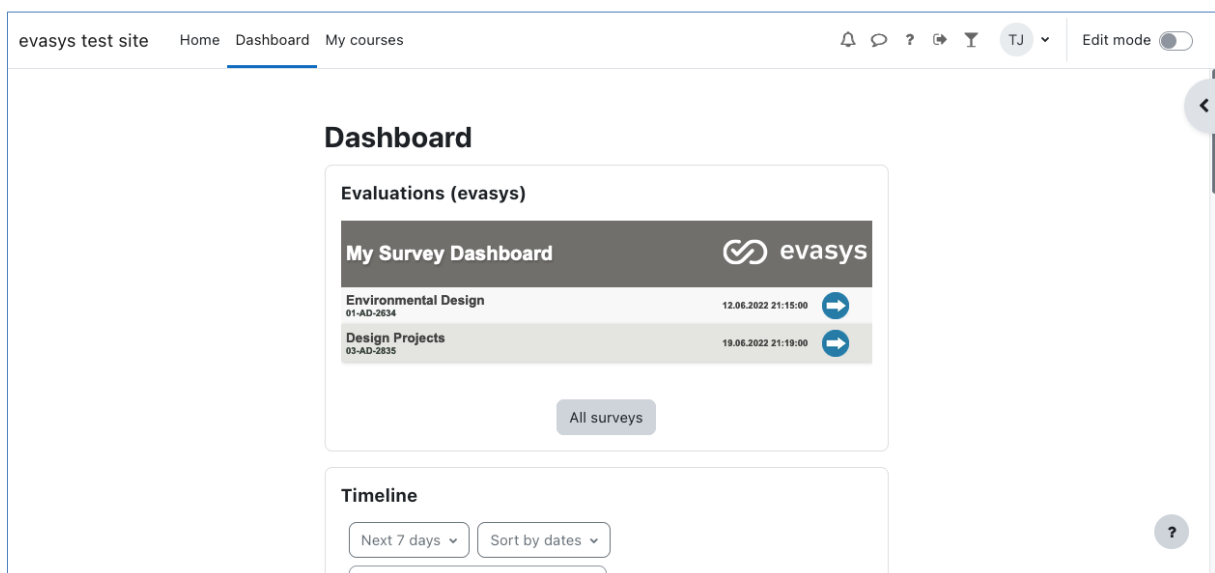 evasys test site Home Dashboard My courses ? TJ Edit mode
Dashboard
Evaluations (evasys)
My Survey Dashboard evasys
Environmental Design
01-AD-2634
12.06.2022 21:15:00
Design Projects
03-AD-2835
19.06.2022 21:19:00
All surveys
Timeline
Next 7 days Sort by dates
?